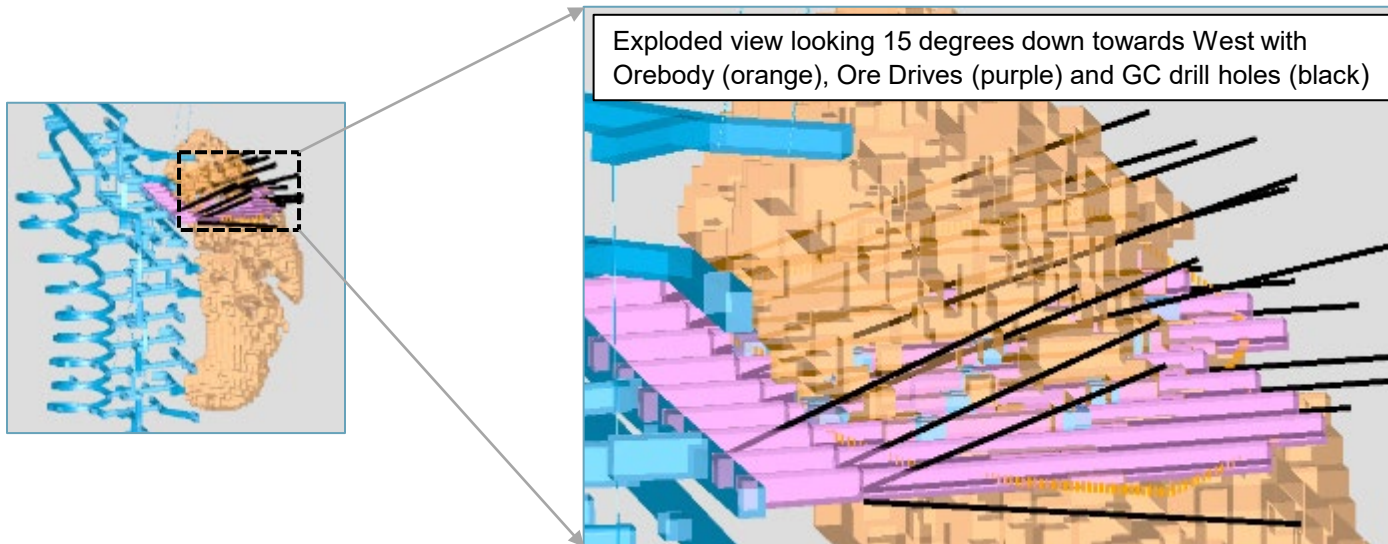 Exploded view looking 15 degrees down towards West with
Orebody (orange), Ore Drives (purple) and GC drill holes (black)